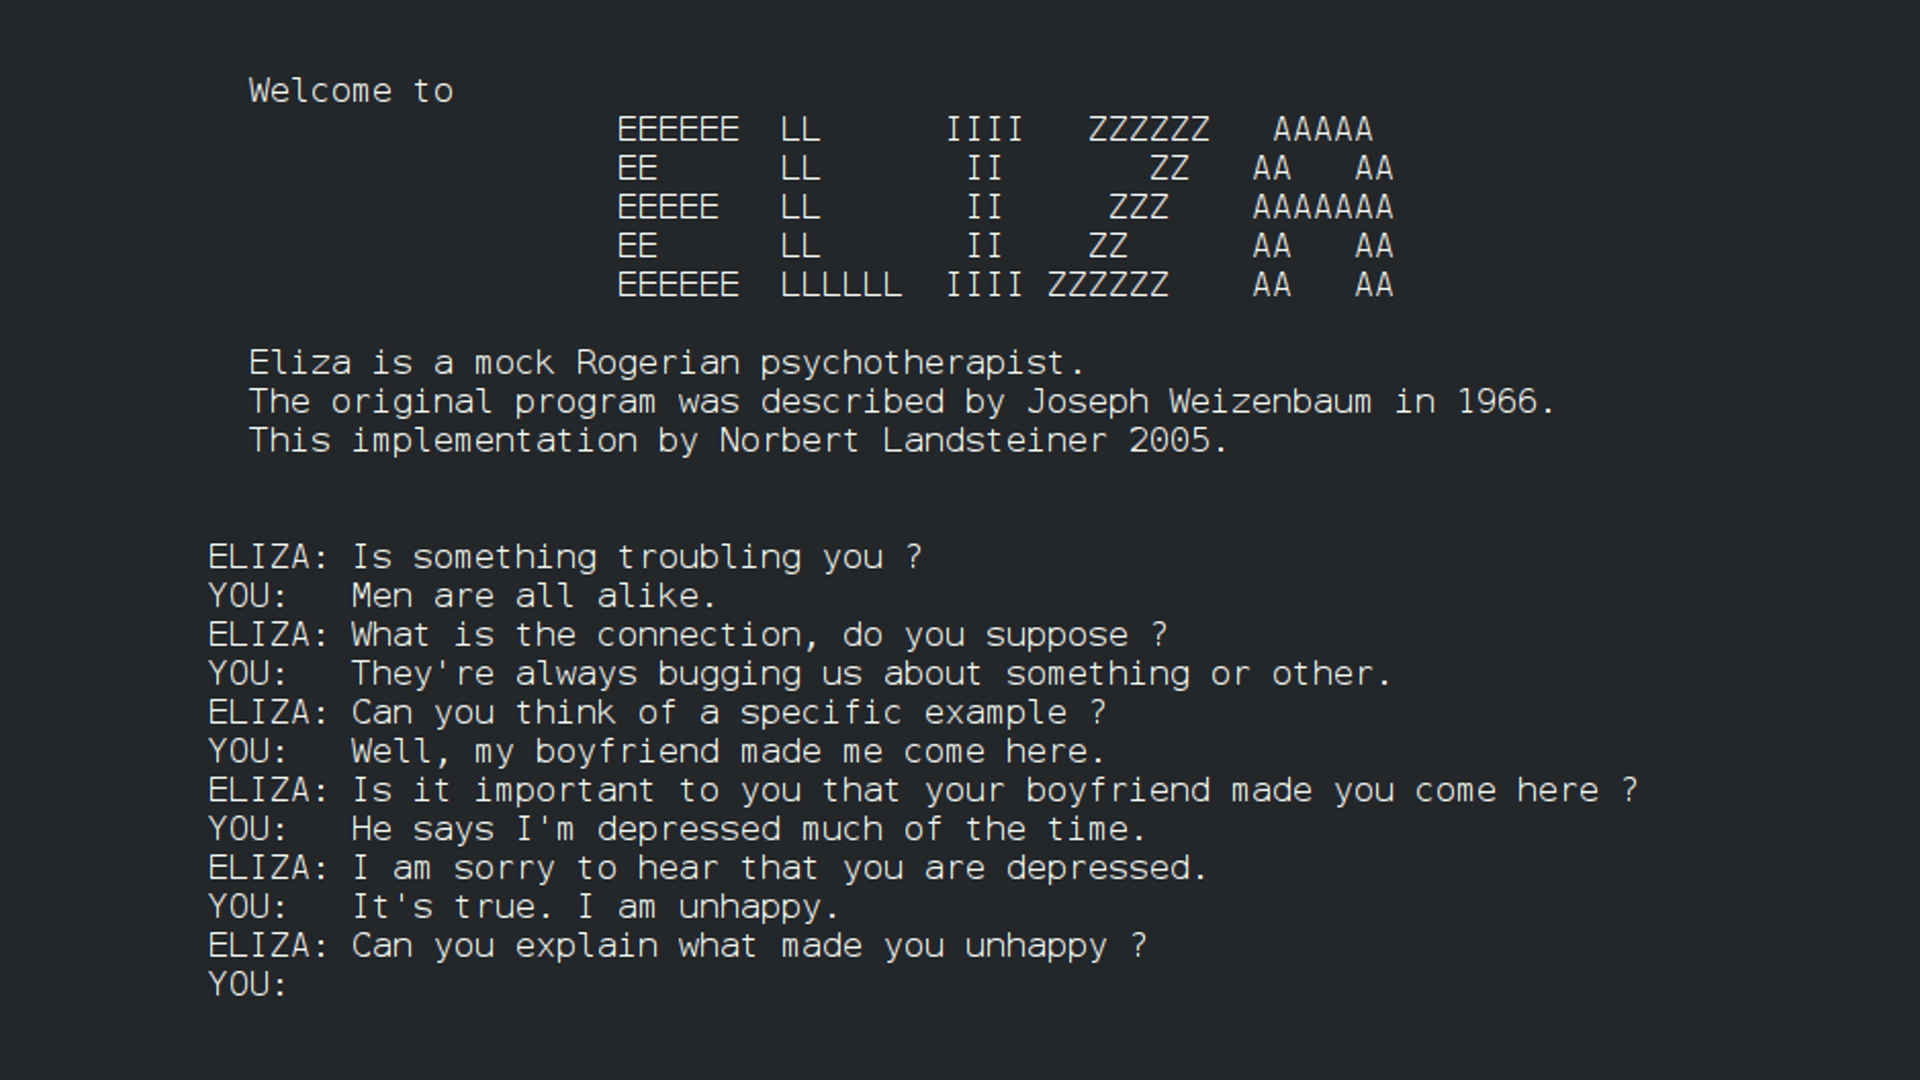 Welcome to
EEEEEE  LL      IIII   ZZZZZZ   AAAAA
EE      LL       II       ZZ   AA   AA
EEEEE   LL       II     ZZZ    AAAAAAA
EE      LL       II    ZZ      AA   AA
EEEEEE  LLLLLL  IIII ZZZZZZ    AA   AA
Eliza is a mock Rogerian psychotherapist.
The original program was described by Joseph Weizenbaum in 1966.
This implementation by Norbert Landsteiner 2005.
ELIZA: Is something troubling you ?
YOU:   Men are all alike.
ELIZA: What is the connection, do you suppose ?
YOU:   They're always bugging us about something or other.
ELIZA: Can you think of a specific example ?
YOU:   Well, my boyfriend made me come here.
ELIZA: Is it important to you that your boyfriend made you come here ?
YOU:   He says I'm depressed much of the time.
ELIZA: I am sorry to hear that you are depressed.
YOU:   It's true. I am unhappy.
ELIZA: Can you explain what made you unhappy ?
YOU: